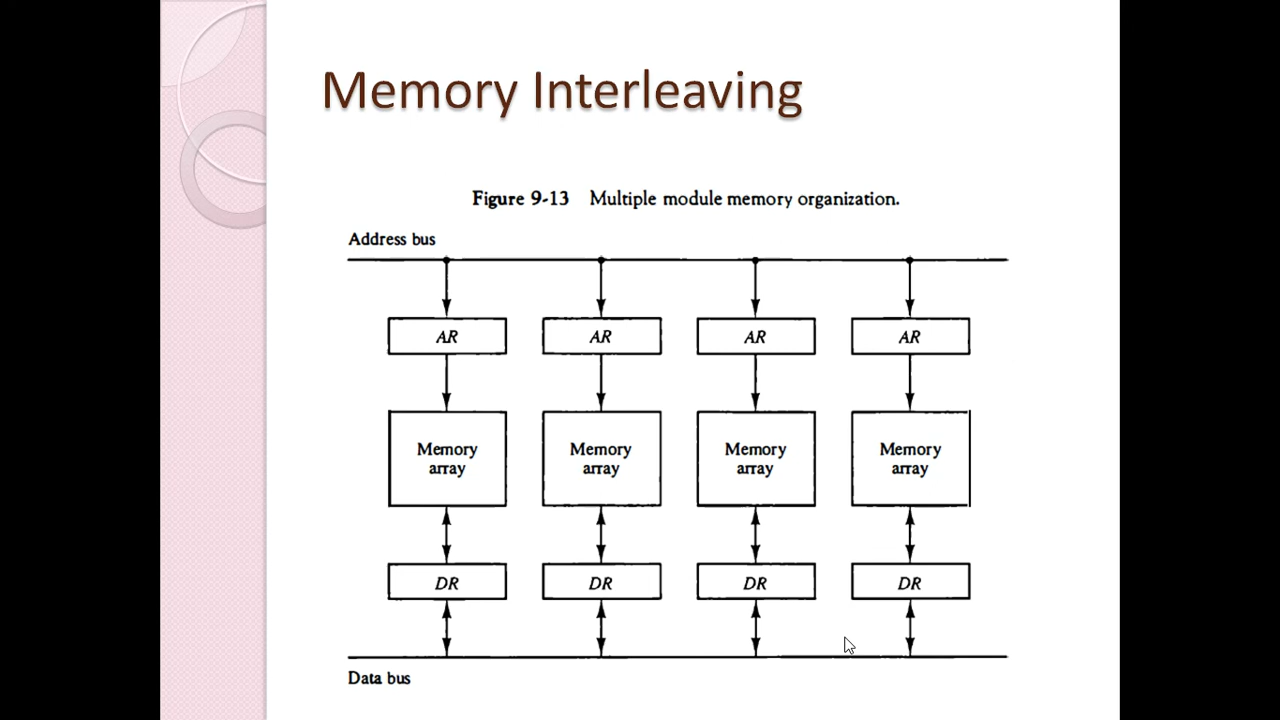 Memory Interleaving
Figure 9-13 Multiple module memory organization.
Address bus
AR AR AR AR
Memory Memory Memory Memory
array array array array
DR DR DR DR
Data bus